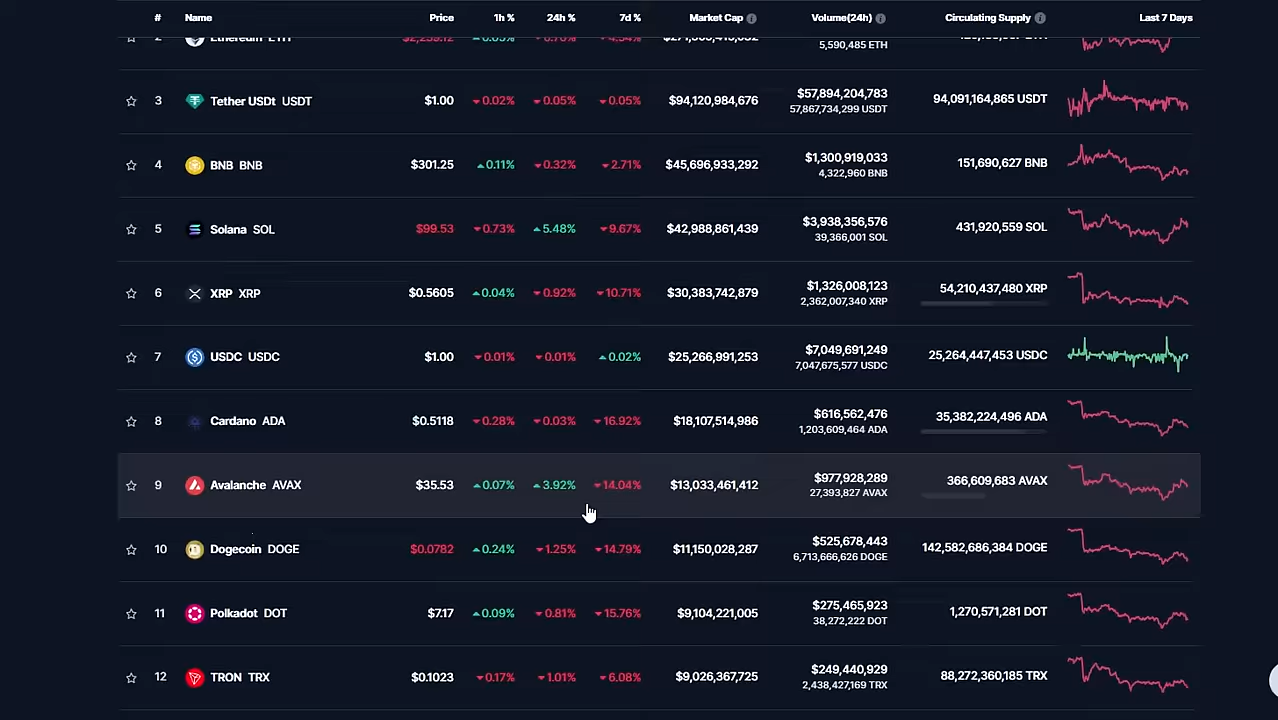 # Name Price 1h % 24h % 7d % Market Cap Volume(24h) Circulating Supply Last 7 Days
2 Ethereum ETH
5,590,485 ETH
3 Tether USDt USDT $1.00 0.02% 0.05% 0.05% $94,120,984,676 $57,894,204,783 94,091,164,865 USDT
57,867,734,299 USDT
4 BNB BNB $301.25 0.11% 0.32% 2.71% $45,696,933,292 $1,300,919,033 151,690,627 BNB
4,322,960 BNB
5 Solana SOL $99.53 0.73% 5.48% 9.67% $42,988,861,439 $3,938,356,576 431,920,559 SOL
39,366,001 SOL
6 XRP XRP $0.5605 0.04% 0.92% 10.71% $30,383,742,879 $1,326,008,123 54,210,437,480 XRP
2,362,007,340 XRP
7 USDC USDC $1.00 0.01% 0.01% 0.02% $25,266,991,253 $7,049,691,249 25,264,447,453 USDC
7,047,675,577 USDC
8 Cardano ADA $0.5118 0.28% 0.03% 16.92% $18,107,514,986 $616,562,476 35,382,224,496 ADA
1,203,609,464 ADA
9 Avalanche AVAX $35.53 0.07% 3.92% 14.04% $13,033,461,412 $977,928,289 366,609,683 AVAX
27,393,827 AVAX
10 Dogecoin DOGE $0.0782 0.24% 1.25% 14.79% $11,150,028,287 $525,678,443 142,582,686,384 DOGE
6,713,666,626 DOGE
11 Polkadot DOT $7.17 0.09% 0.81% 15.76% $9,104,221,005 $275,465,923 1,270,571,281 DOT
38,272,222 DOT
12 TRON TRX $0.1023 0.17% 1.01% 6.08% $9,026,367,725 $249,440,929 88,272,360,185 TRX
2,438,427,169 TRX